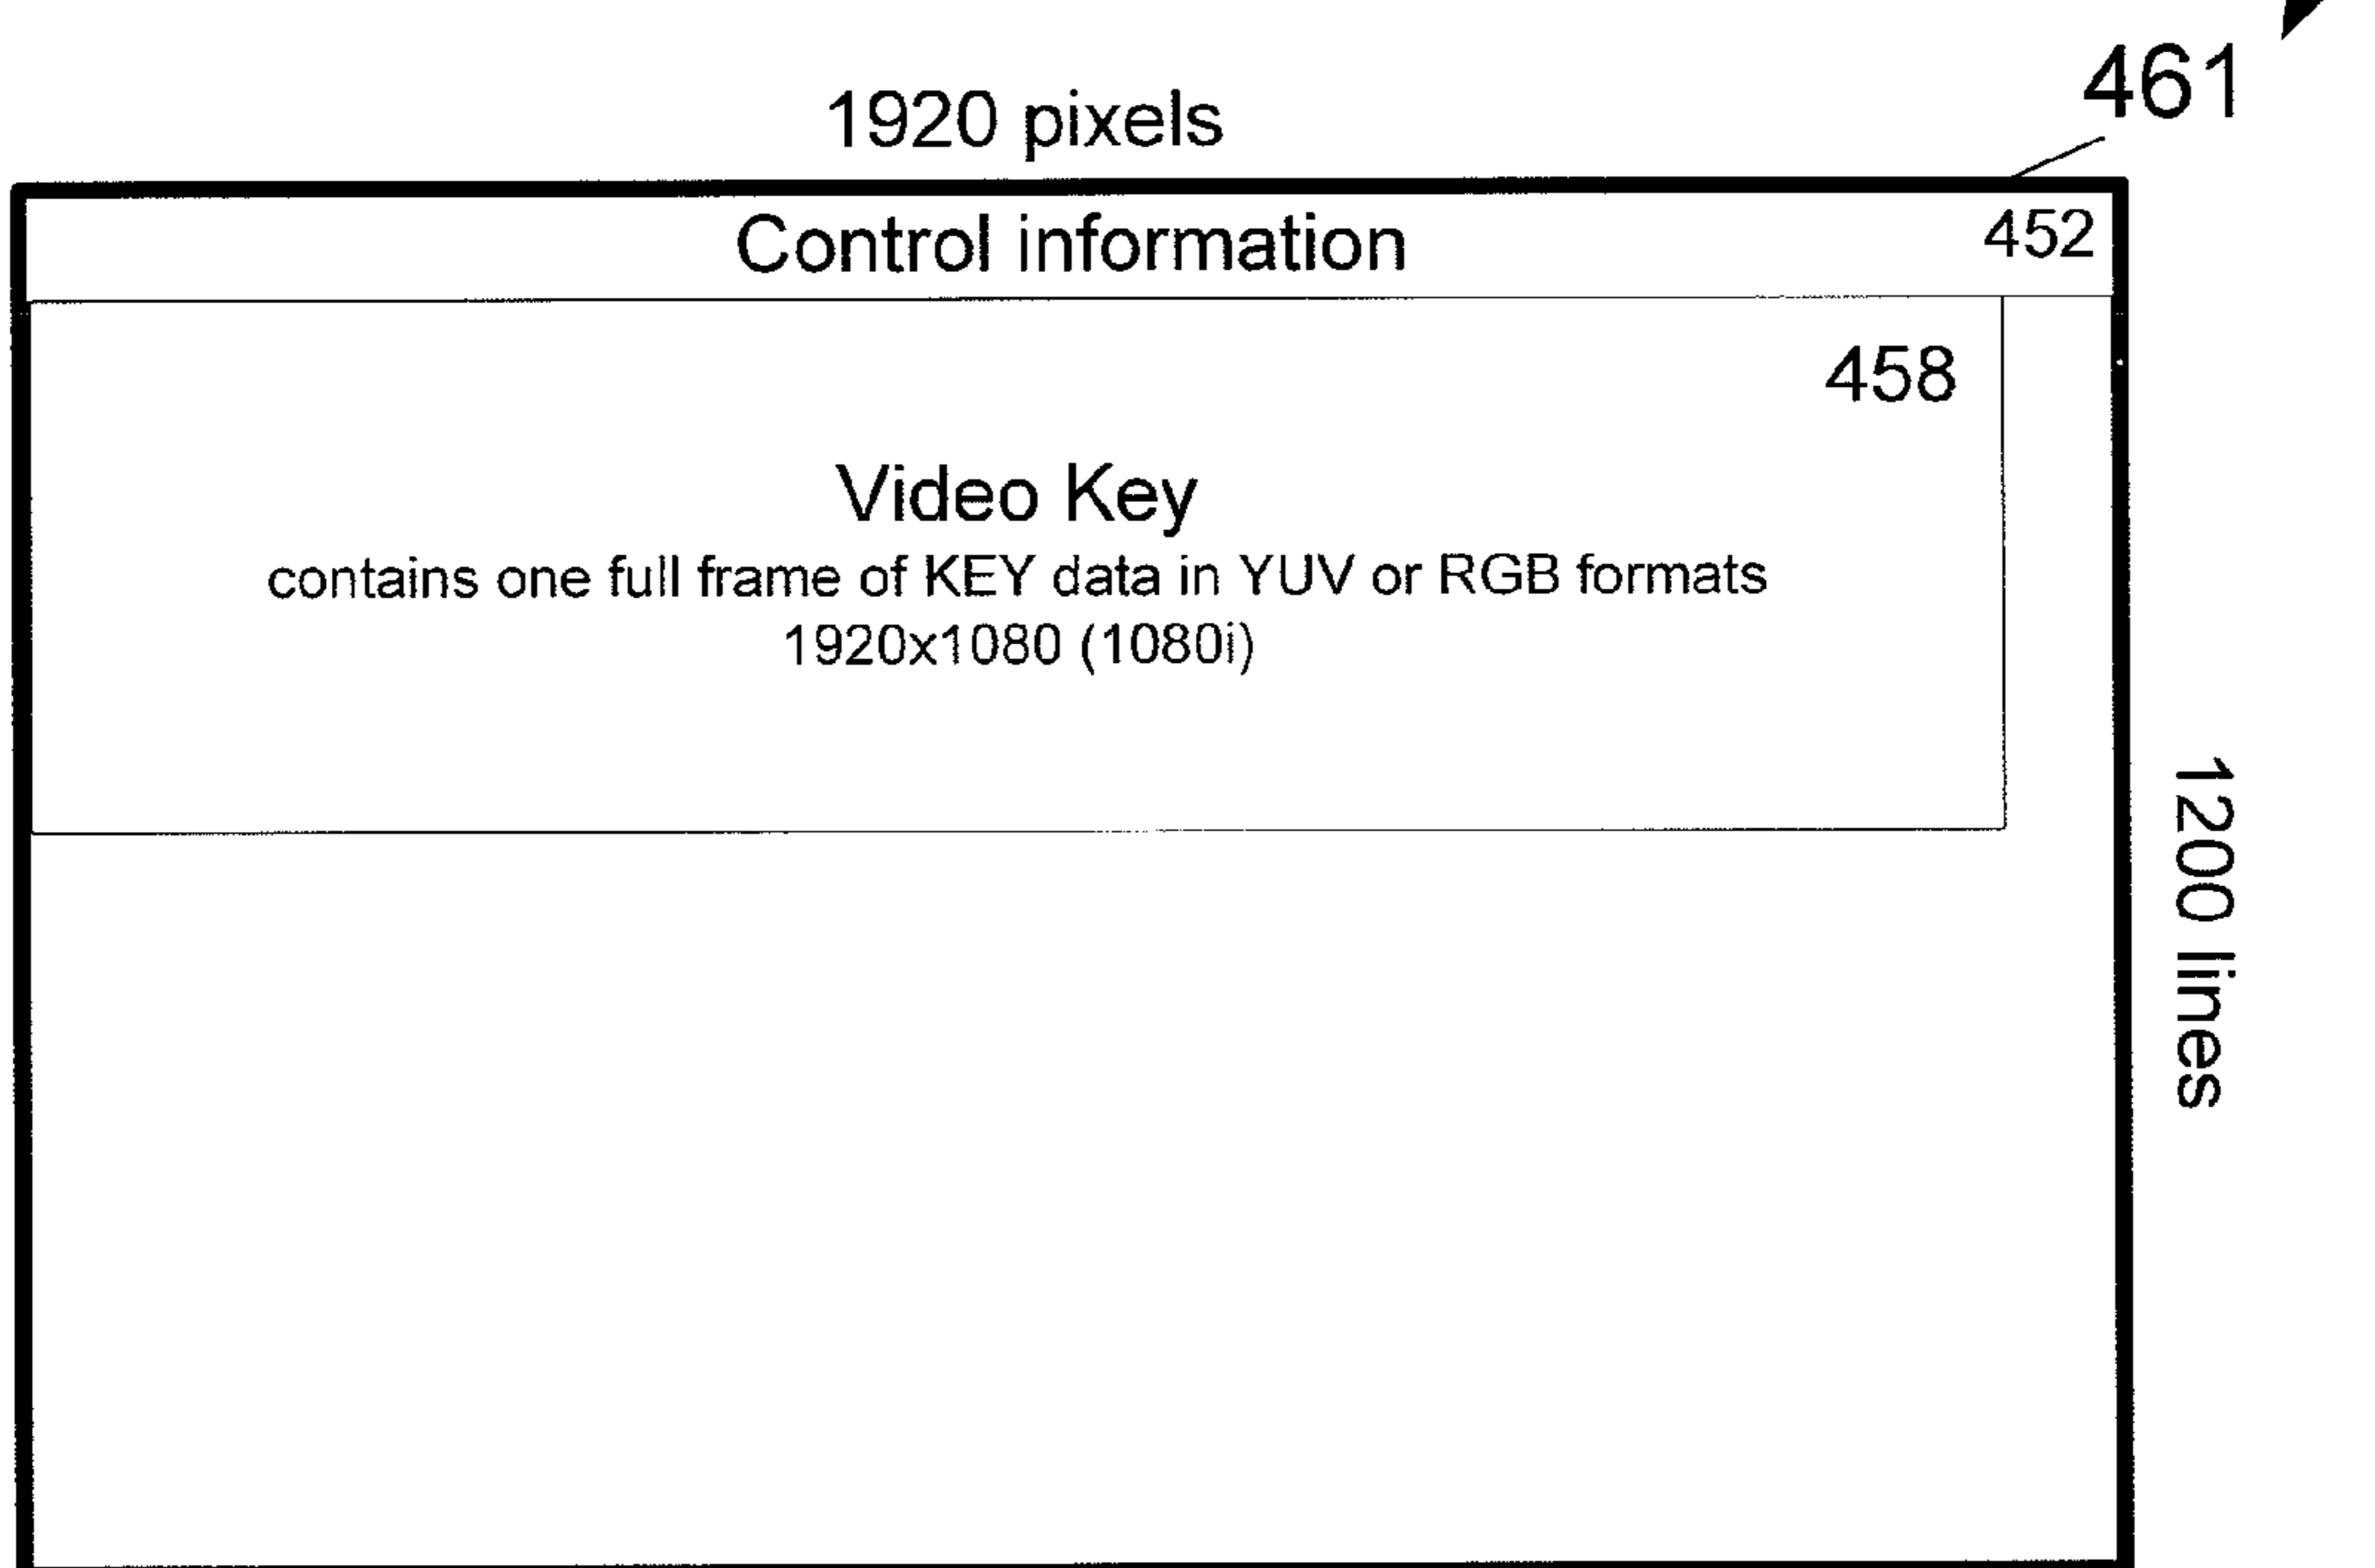 461
1920 pixels
Control information
452
458
Video Key
contains one full frame of KEY data in YUV or RGB formats
1920x1080 (1080i)
1200 lines